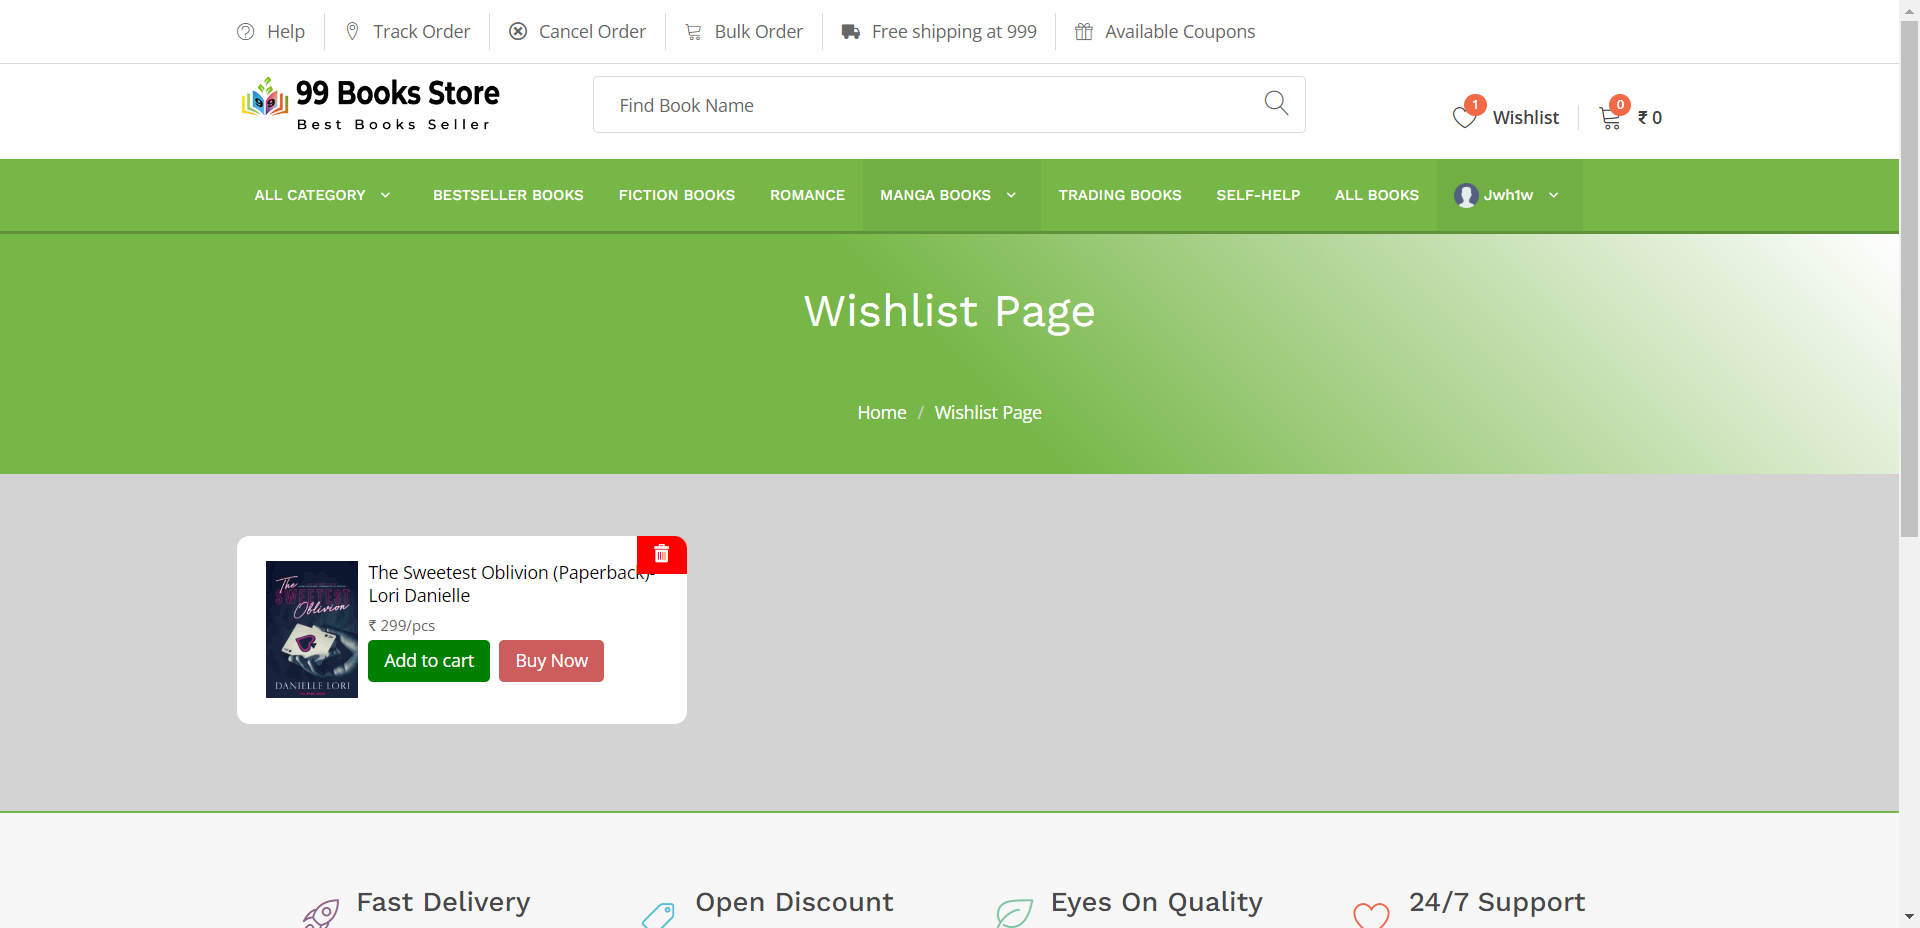 Help
Track Order
Cancel Order
Bulk Order
Free shipping at 999
Available Coupons
99 Books Store
Best Books Seller
Find Book Name
1
Wishlist
0
₹ 0
ALL CATEGORY
BESTSELLER BOOKS
FICTION BOOKS
ROMANCE
MANGA BOOKS
TRADING BOOKS
SELF-HELP
ALL BOOKS
Jwh1w
Wishlist Page
Home / Wishlist Page
The
SWEETEST
Oblivion
DANIELLE LORI
The Sweetest Oblivion (Paperback)-
Lori Danielle
₹ 299/pcs
Add to cart
Buy Now
Fast Delivery
Open Discount
Eyes On Quality
24/7 Support